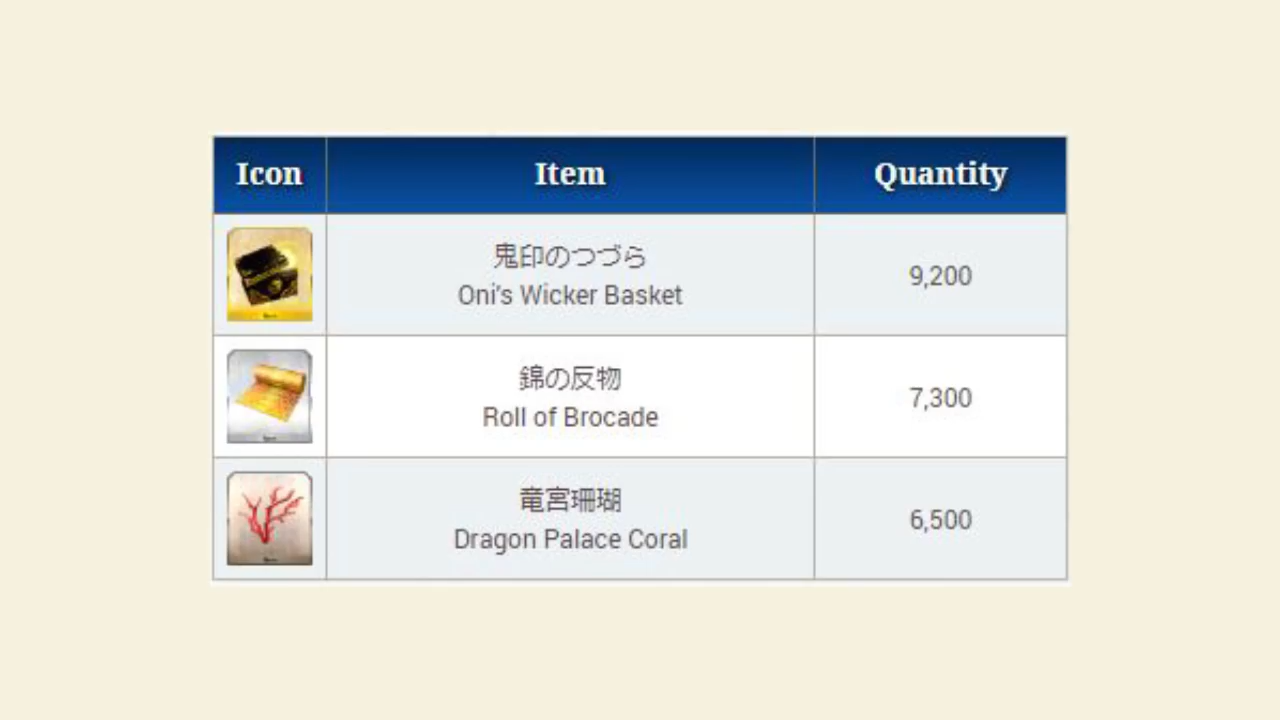 Icon Item Quantity
鬼印のつづら
Oni's Wicker Basket
9,200
錦の反物
Roll of Brocade
7,300
竜宮珊瑚
Dragon Palace Coral
6,500